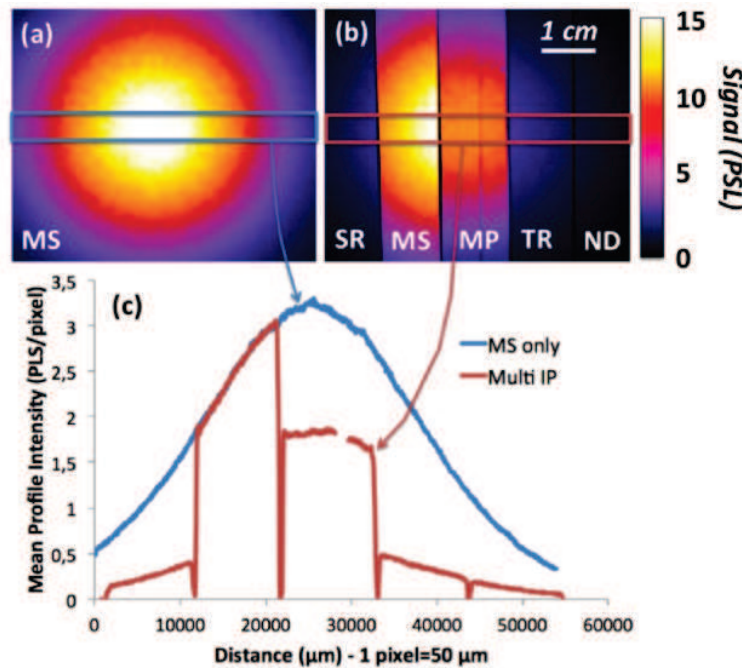 (a)
MS
(b)
1 cm
SR MS MP TR ND
15
10
5
0
Signal (PSL)
(c)
Mean Profile Intensity (PLS/pixel)
3,5
3
2,5
2
1,5
1
0,5
0
MS only
Multi IP
0 10000 20000 30000 40000 50000 60000
Distance (µm) - 1 pixel=50 µm